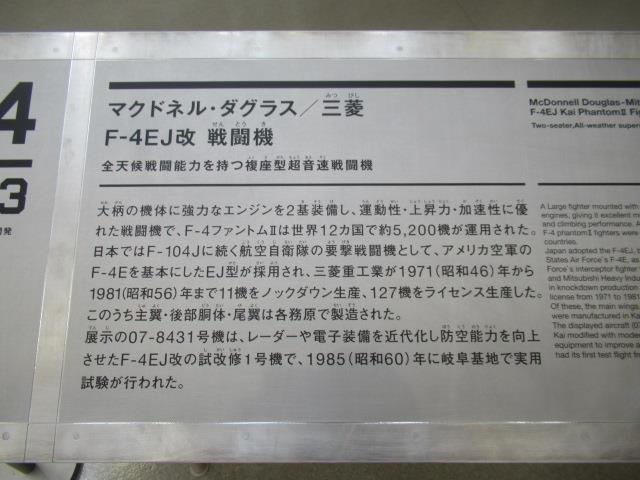 4
3
開発
マクドネル・ダグラス／三菱
F-4EJ改 戦闘機
全天候戦闘能力を持つ複座型超音速戦闘機
大柄の機体に強力なエンジンを2基装備し、運動性・上昇力・加速性に優
れた戦闘機で、F-4ファントムⅡは世界12カ国で約5,200機が運用された。
日本ではF-104Jに続く航空自衛隊の要撃戦闘機として、アメリカ空軍の
F-4Eを基本にしたEJ型が採用され、三菱重工業が1971(昭和46)年から
1981(昭和56)年まで11機をノックダウン生産、127機をライセンス生産した。
このうち主翼・後部胴体・尾翼は各務原で製造された。
展示の07-8431号機は、レーダーや電子装備を近代化し防空能力を向上
させたF-4EJ改の試改修1号機で、1985(昭和60)年に岐阜基地で実用
試験が行われた。
McDonnell Douglas-Mit
F-4EJ Kai PhantomⅡ Fig
Two-seater,All-weather supers
A Large fighter mounted with
engines, giving it excellent m
and climbing performance. A
F-4 phantomⅡ fighters were
countries.
Japan adopted the F-4EJ, t
States Air Force's F-4E, as
Force's interceptor fighter
and Mitsubishi Heavy Indu
in knockdown production
license from 1971 to 198
Of these, the main wings,
were manufactured in Ka
The displayed aircraft (07
Kai modified with moder
equipment to improve a
had its first test flight fro